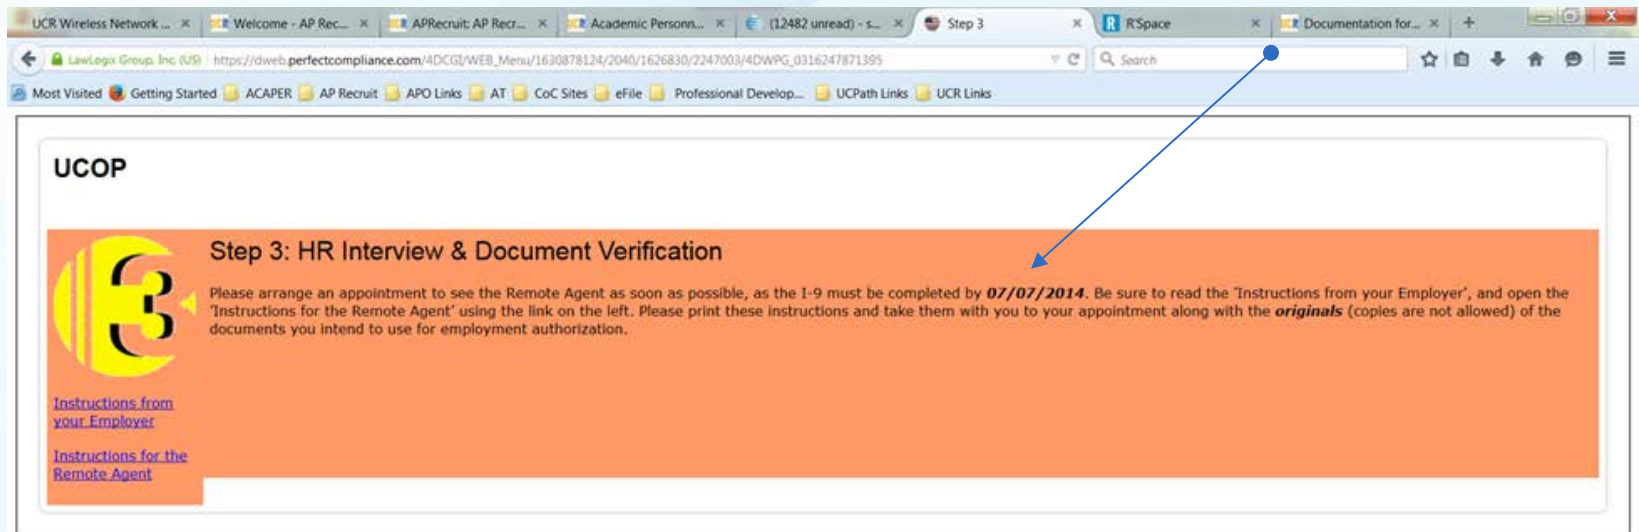 UCR Wireless Network ... × Welcome - AP Rec... × APRecruit: AP Recr... × Academic Personn... × (12482 unread) - s... × Step 3 × R RSpace × Documentation for... × +
LawLogix Group, Inc. (US) https://dweb.perfectcompliance.com/4DCGI/WEB_Menu/1630878124/2040/1626830/2247003/4DWPG_0316247871395 Search
Most Visited Getting Started ACAPER AP Recruit APO Links AT CoC Sites eFile Professional Develop... UCPath Links UCR Links
UCOP
3
Step 3: HR Interview & Document Verification
Please arrange an appointment to see the Remote Agent as soon as possible, as the I-9 must be completed by 07/07/2014. Be sure to read the 'Instructions from your Employer', and open the
'Instructions for the Remote Agent' using the link on the left. Please print these instructions and take them with you to your appointment along with the originals (copies are not allowed) of the
documents you intend to use for employment authorization.
Instructions from
your Employer
Instructions for the
Remote Agent